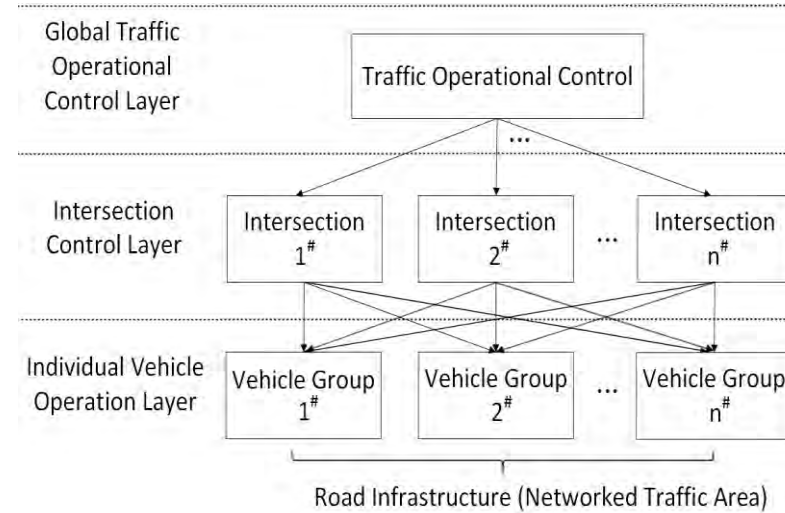 Global Traffic
Operational
Control Layer
Traffic Operational Control
...
Intersection
Control Layer
Intersection
1#
Intersection
2#
...
Intersection
n#
Individual Vehicle
Operation Layer
Vehicle Group
1#
Vehicle Group
2#
...
Vehicle Group
n#
Road Infrastructure (Networked Traffic Area)